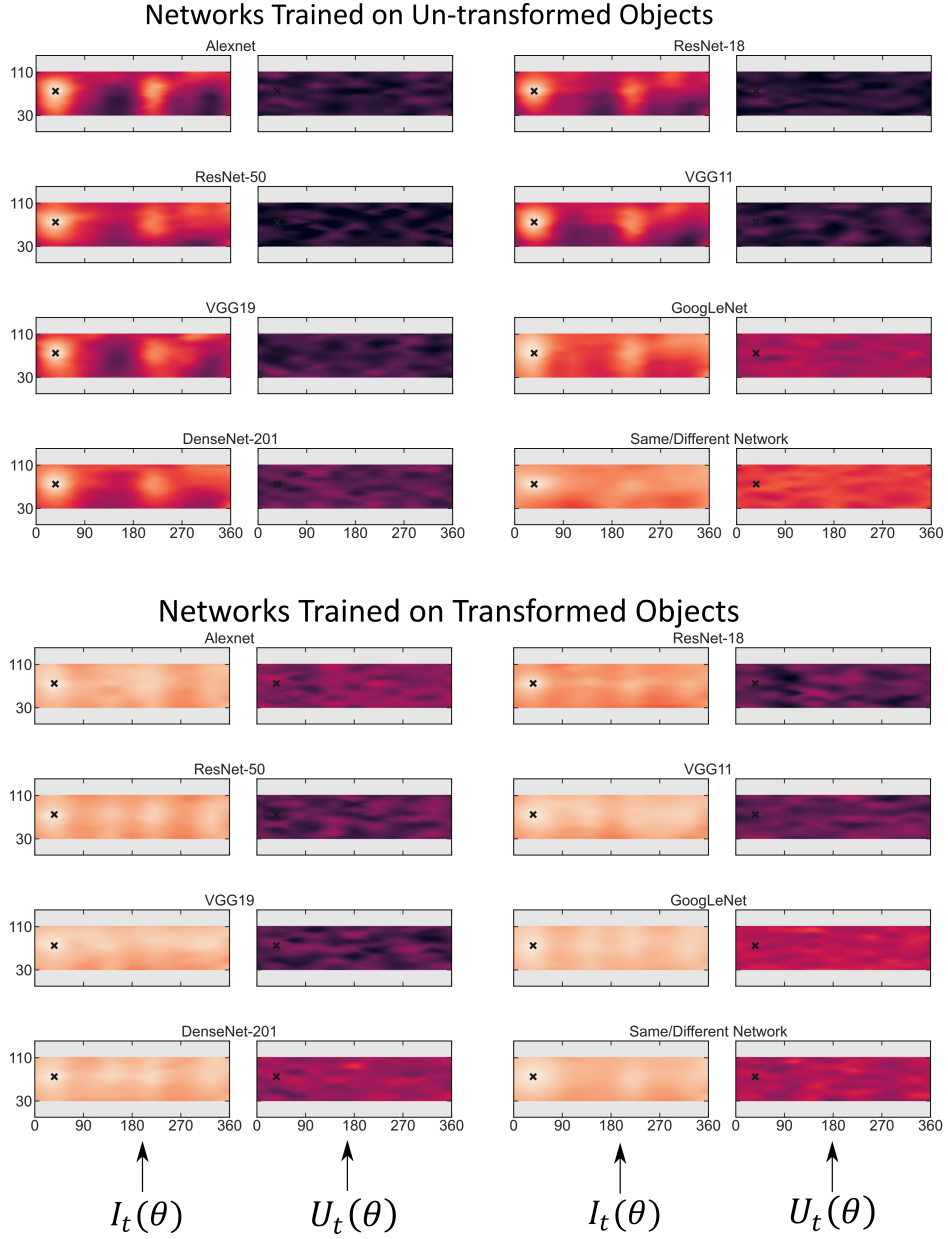 Networks Trained on Un-transformed Objects
Alexnet ResNet-18
110
30
ResNet-50 VGG11
110
30
VGG19 GoogLeNet
110
30
DenseNet-201 Same/Different Network
110
30
0 90 180 270 360 0 90 180 270 360 0 90 180 270 360 0 90 180 270 360
Networks Trained on Transformed Objects
Alexnet ResNet-18
110
30
ResNet-50 VGG11
110
30
VGG19 GoogLeNet
110
30
DenseNet-201 Same/Different Network
110
30
0 90 180 270 360 0 90 180 270 360 0 90 180 270 360 0 90 180 270 360
I_t(θ) U_t(θ) I_t(θ) U_t(θ)